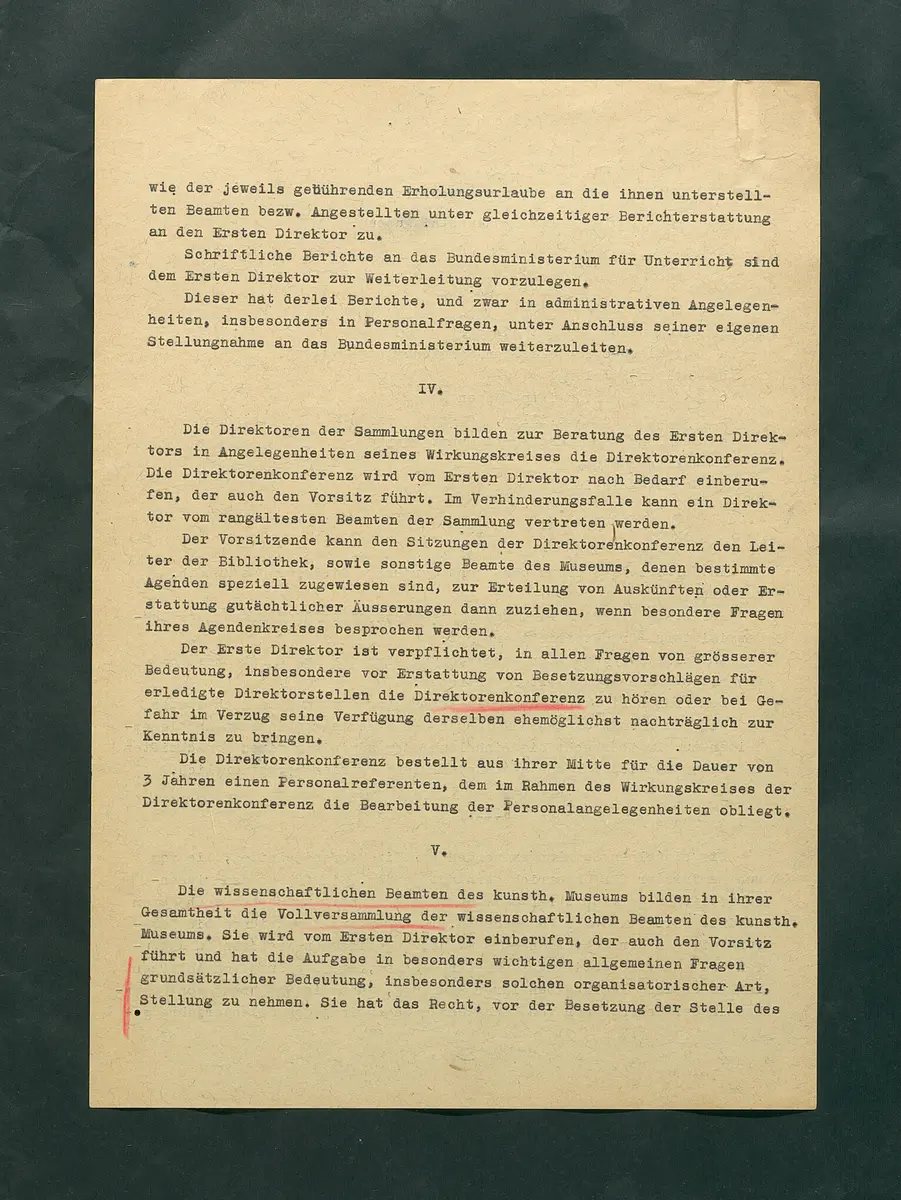 wie der jeweils gebührenden Erholungsurlaube an die ihnen unterstell-
ten Beamten bezw. Angestellten unter gleichzeitiger Berichterstattung
an den Ersten Direktor zu.
Schriftliche Berichte an das Bundesministerium für Unterricht sind
dem Ersten Direktor zur Weiterleitung vorzulegen.
Dieser hat derlei Berichte, und zwar in administrativen Angelegen-
heiten, insbesonders in Personalfragen, unter Anschluss seiner eigenen
Stellungnahme an das Bundesministerium weiterzuleiten.
IV.
Die Direktoren der Sammlungen bilden zur Beratung des Ersten Direk-
tors in Angelegenheiten seines Wirkungskreises die Direktorenkonferenz.
Die Direktorenkonferenz wird vom Ersten Direktor nach Bedarf einberu-
fen, der auch den Vorsitz führt. Im Verhinderungsfalle kann ein Direk-
tor vom rangältesten Beamten der Sammlung vertreten werden.
Der Vorsitzende kann den Sitzungen der Direktorenkonferenz den Lei-
ter der Bibliothek, sowie sonstige Beamte des Museums, denen bestimmte
Agenden speziell zugewiesen sind, zur Erteilung von Auskünften oder Er-
stattung gutächtlicher Äusserungen dann zuziehen, wenn besondere Fragen
ihres Agendenkreises besprochen werden.
Der Erste Direktor ist verpflichtet, in allen Fragen von grösserer
Bedeutung, insbesondere vor Erstattung von Besetzungsvorschlägen für
erledigte Direktorstellen die Direktorenkonferenz zu hören oder bei Ge-
fahr im Verzug seine Verfügung derselben ehemöglichst nachträglich zur
Kenntnis zu bringen.
Die Direktorenkonferenz bestellt aus ihrer Mitte für die Dauer von
3 Jahren einen Personalreferenten, dem im Rahmen des Wirkungskreises der
Direktorenkonferenz die Bearbeitung der Personalangelegenheiten obliegt.
V.
Die wissenschaftlichen Beamten des kunsth. Museums bilden in ihrer
Gesamtheit die Vollversammlung der wissenschaftlichen Beamten des kunsth.
Museums. Sie wird vom Ersten Direktor einberufen, der auch den Vorsitz
führt und hat die Aufgabe in besonders wichtigen allgemeinen Fragen
grundsätzlicher Bedeutung, insbesonders solchen organisatorischer Art,
Stellung zu nehmen. Sie hat das Recht, vor der Besetzung der Stelle des